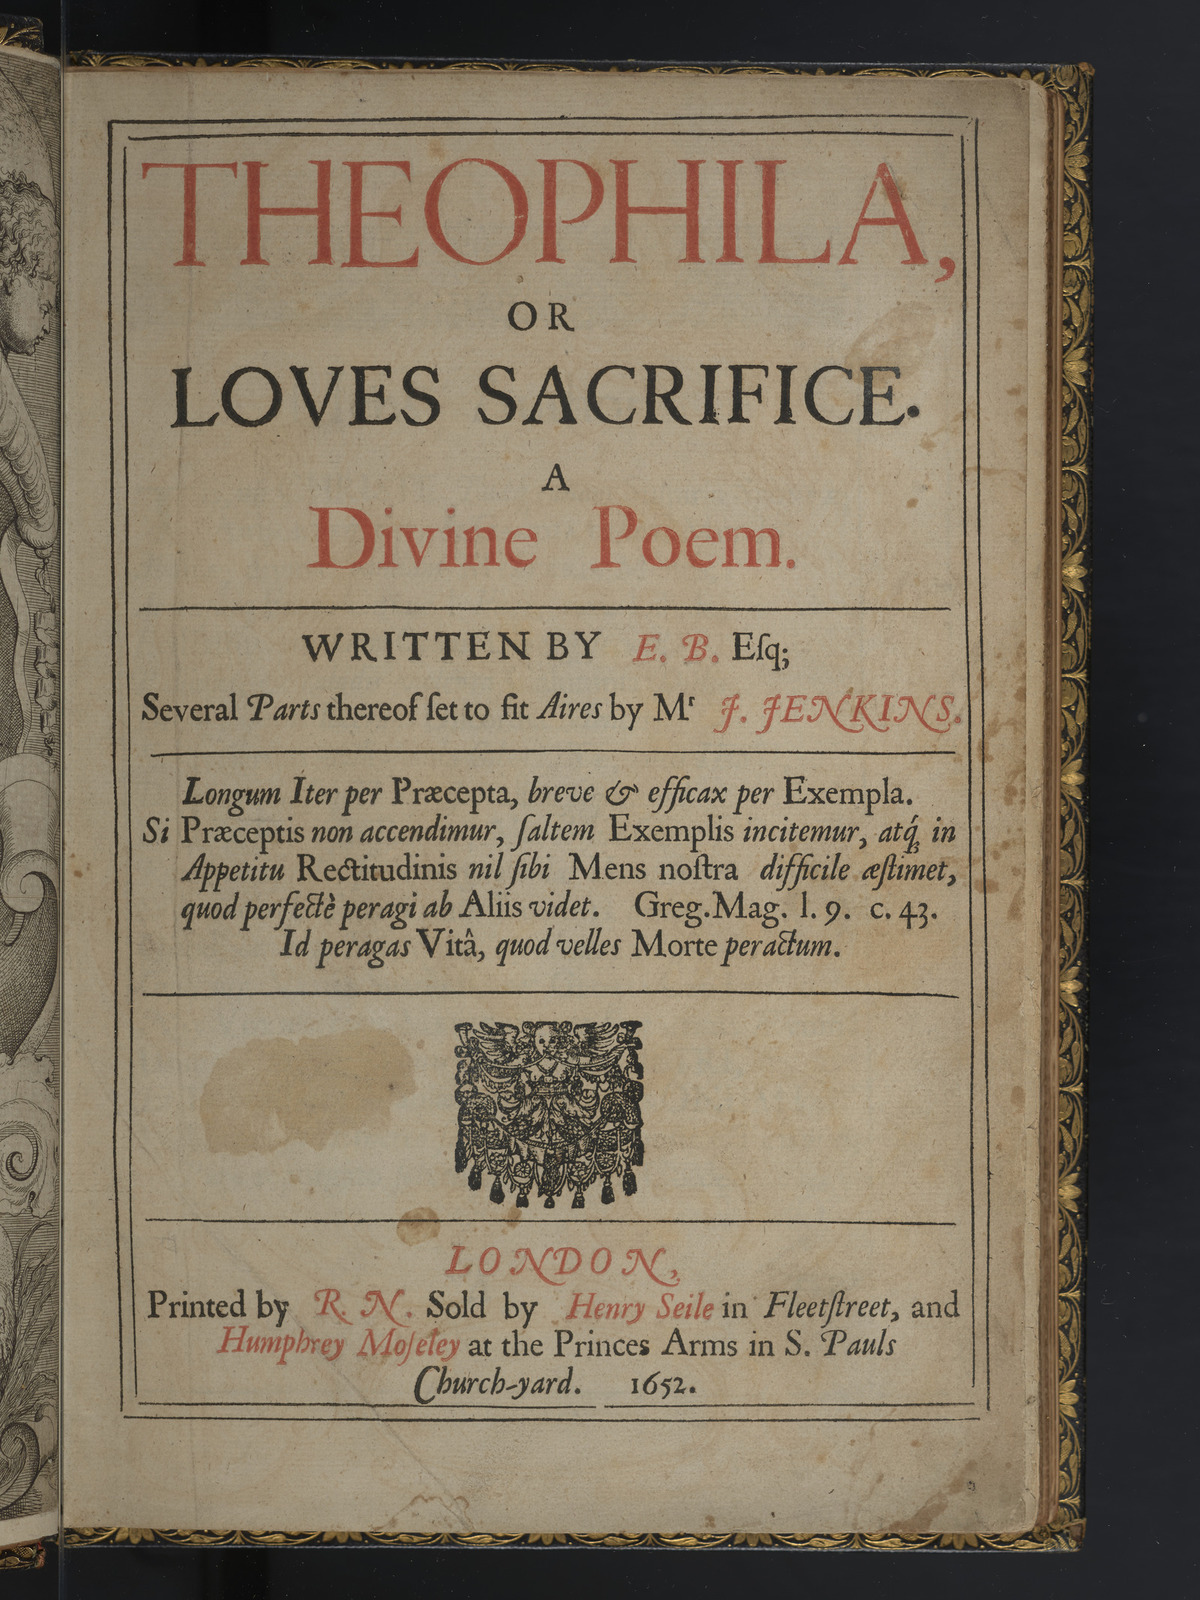 THEOPHILA,
OR
LOVES SACRIFICE.
A
Divine Poem.
WRITTEN BY E. B. Eſq;
Several Parts thereof ſet to fit Aires by Mʳ J. JENKINS.
Longum Iter per Præcepta, breve & efficax per Exempla.
Si Præceptis non accendimur, ſaltem Exemplis incitemur, atq́; in
Appetitu Rectitudinis nil ſibi Mens noſtra difficile æſtimet,
quod perfectè peragi ab Aliis videt. Greg.Mag. l. 9. c. 43.
Id peragas Vitâ, quod velles Morte peractum.
LONDON,
Printed by R. N. Sold by Henry Seile in Fleetſtreet, and
Humphrey Moſeley at the Princes Arms in S. Pauls
Church-yard. 1652.